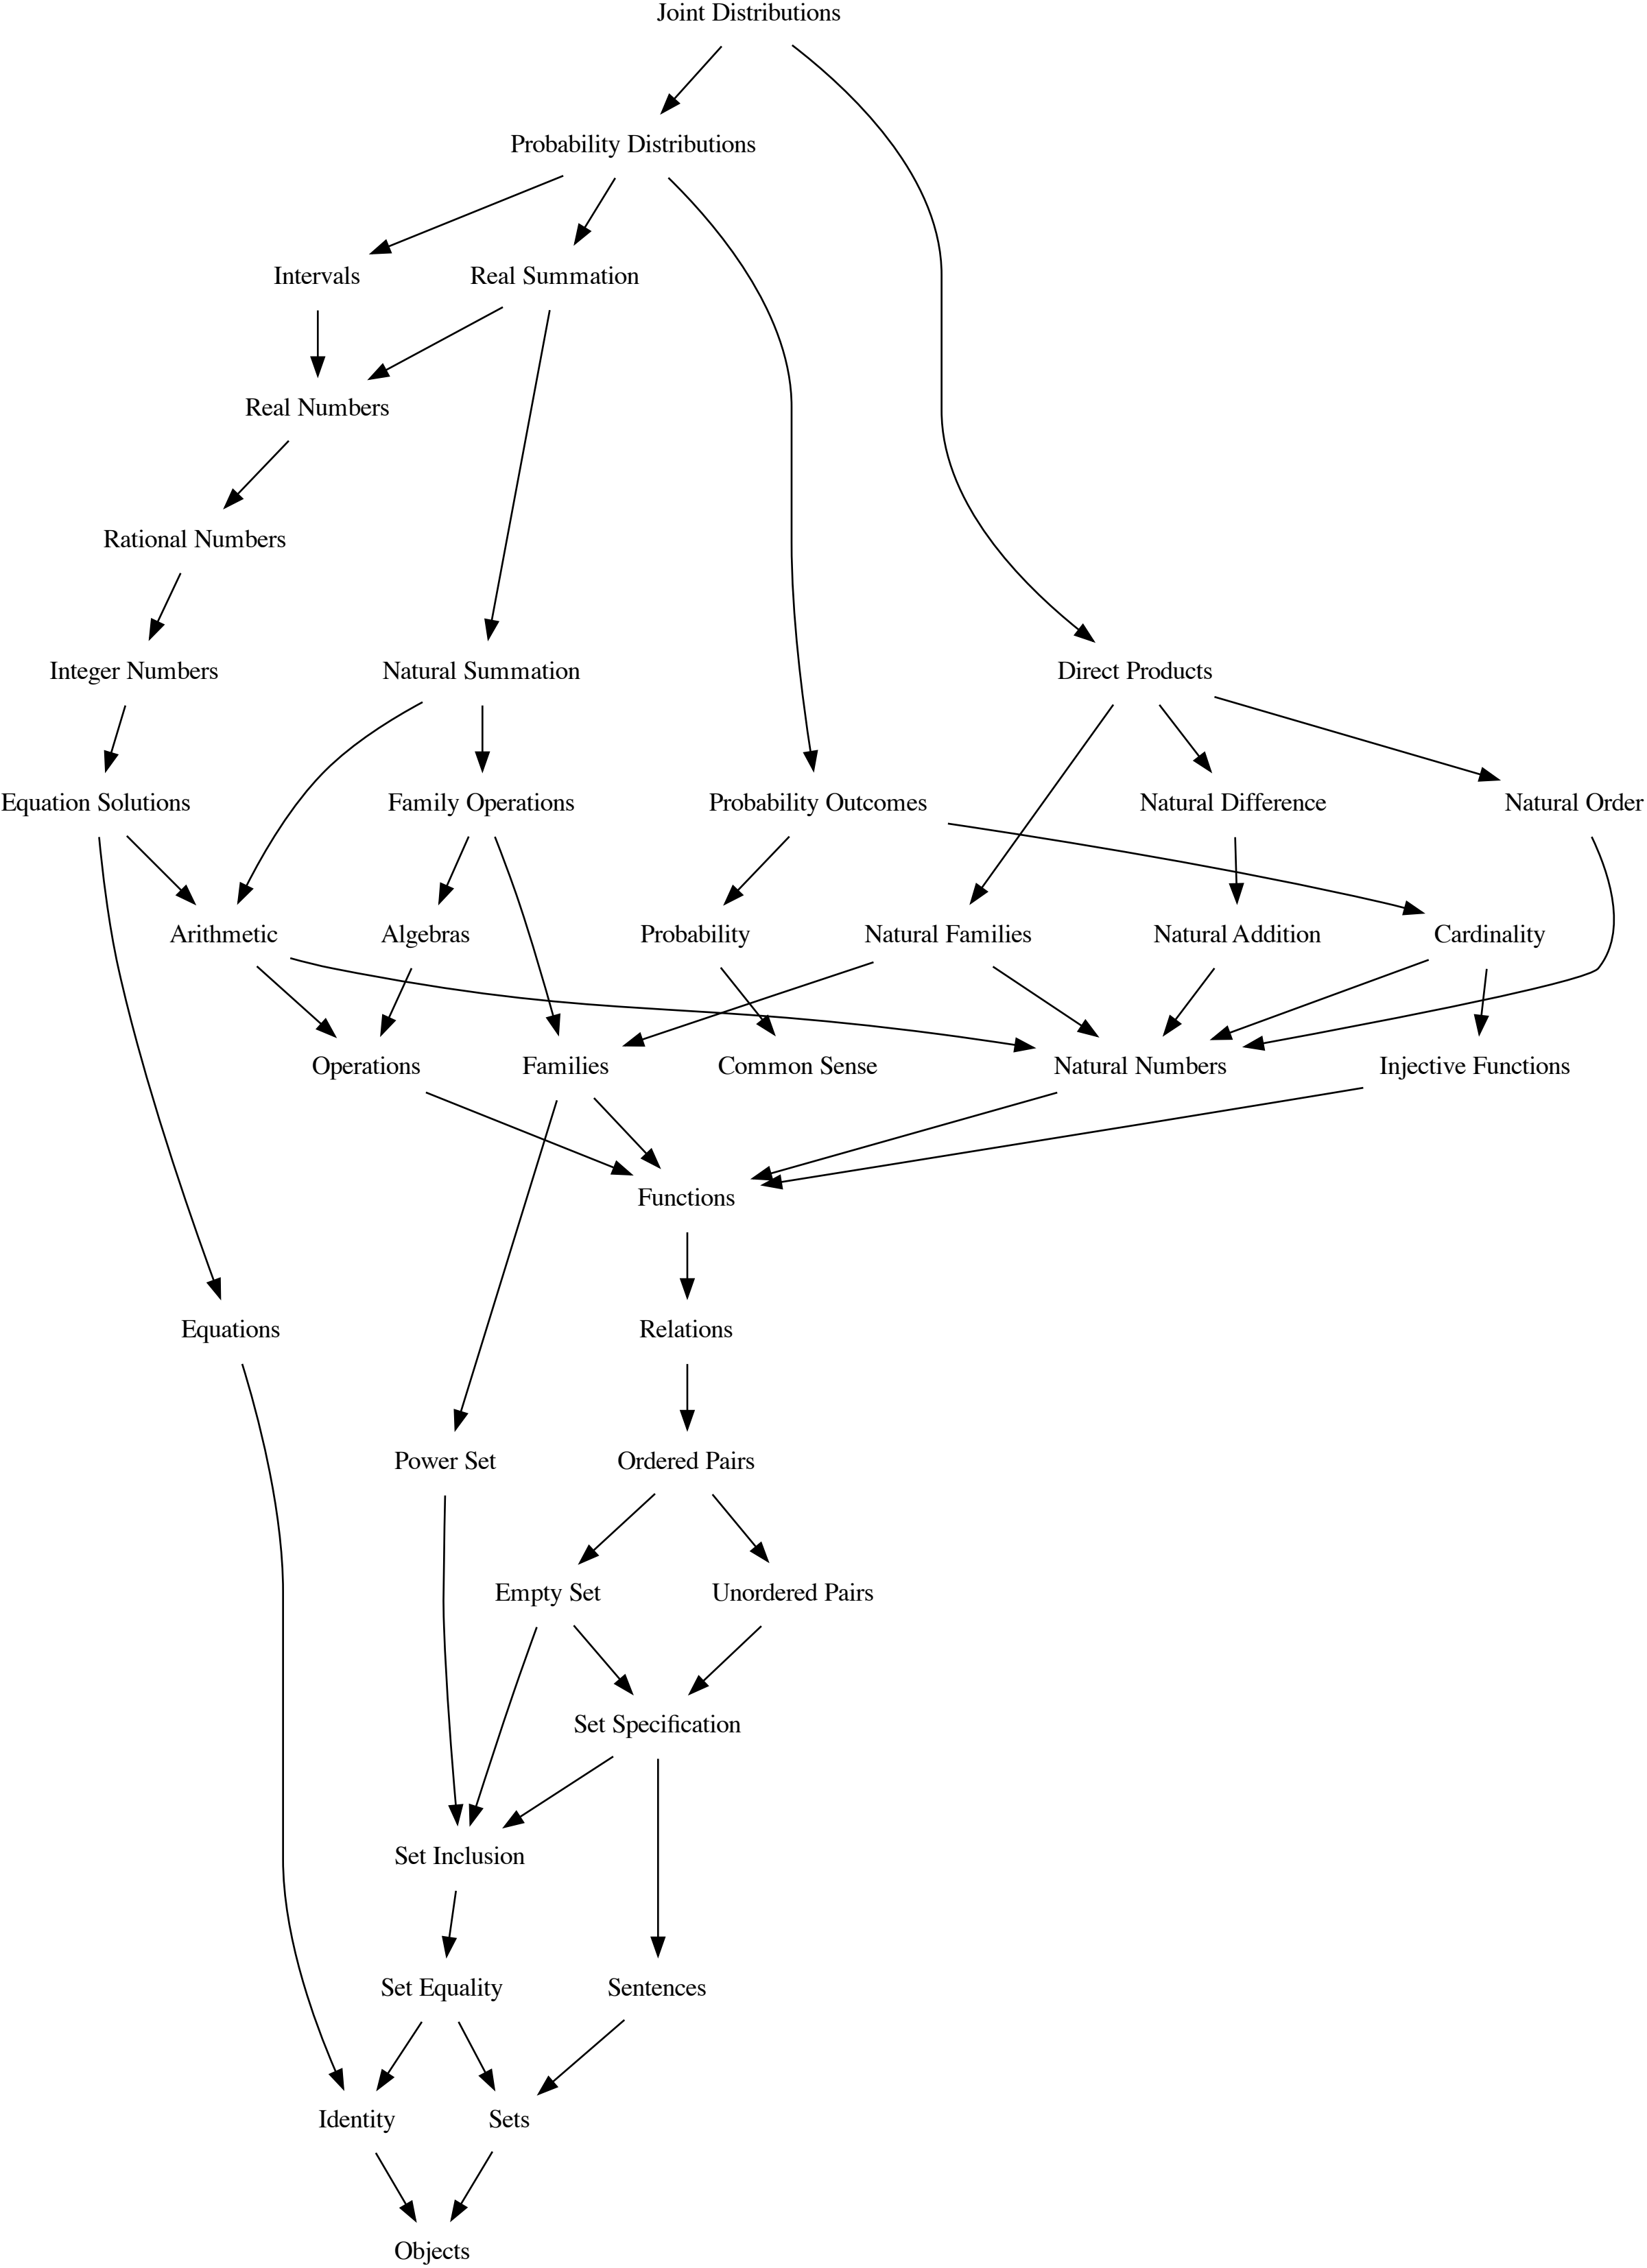 Joint Distributions
Probability Distributions
Intervals
Real Summation
Real Numbers
Rational Numbers
Integer Numbers
Natural Summation
Direct Products
Equation Solutions
Family Operations
Probability Outcomes
Natural Difference
Natural Order
Arithmetic
Algebras
Probability
Natural Families
Natural Addition
Cardinality
Operations
Families
Common Sense
Natural Numbers
Injective Functions
Functions
Equations
Relations
Power Set
Ordered Pairs
Empty Set
Unordered Pairs
Set Specification
Set Inclusion
Set Equality
Sentences
Identity
Sets
Objects